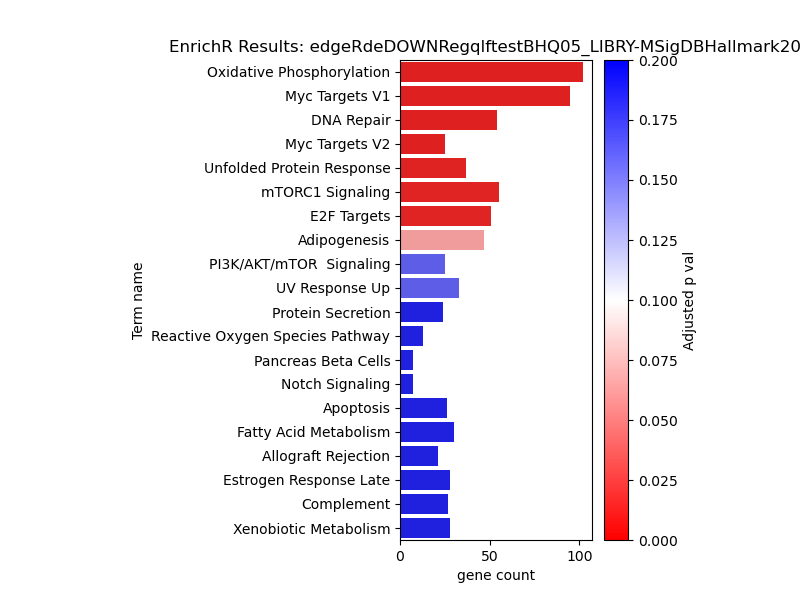 EnrichR Results: edgeRdeDOWNRegqlftestBHQ05_LIBRY-MSigDBHallmark20
Oxidative Phosphorylation
Myc Targets V1
DNA Repair
Myc Targets V2
Unfolded Protein Response
mTORC1 Signaling
E2F Targets
Adipogenesis
PI3K/AKT/mTOR  Signaling
UV Response Up
Protein Secretion
Reactive Oxygen Species Pathway
Pancreas Beta Cells
Notch Signaling
Apoptosis
Fatty Acid Metabolism
Allograft Rejection
Estrogen Response Late
Complement
Xenobiotic Metabolism
Term name
0 50 100
gene count
0.200
0.175
0.150
0.125
0.100
0.075
0.050
0.025
0.000
Adjusted p val